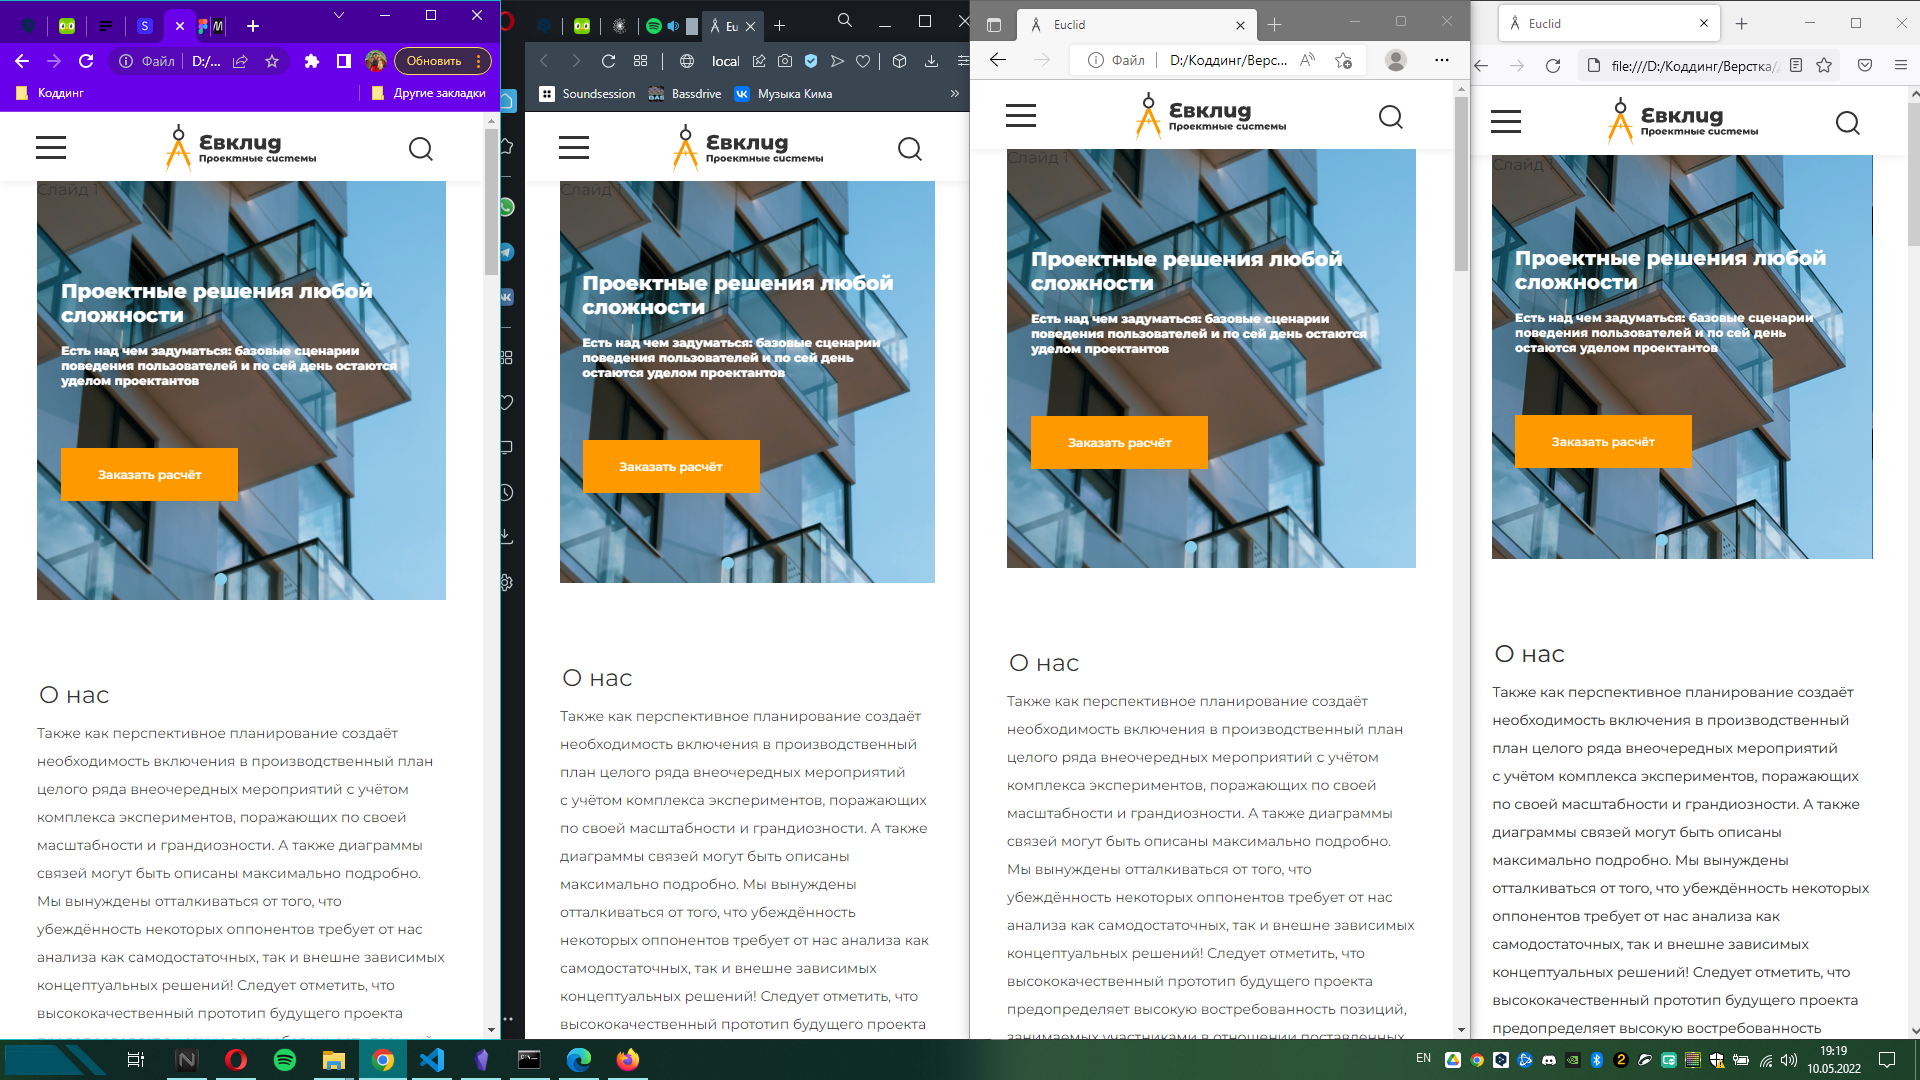 Файл
D:/...
Обновить
Коддинг
Другие закладки
Евклид
Проектные системы
Слайд 1
Проектные решения любой
сложности
Есть над чем задуматься: базовые сценарии
поведения пользователей и по сей день остаются
уделом проектантов
Заказать расчёт
О нас
Также как перспективное планирование создаёт
необходимость включения в производственный план
целого ряда внеочередных мероприятий с учётом
комплекса экспериментов, поражающих по своей
масштабности и грандиозности. А также диаграммы
связей могут быть описаны максимально подробно.
Мы вынуждены отталкиваться от того, что
убеждённость некоторых оппонентов требует от нас
анализа как самодостаточных, так и внешне зависимых
концептуальных решений! Следует отметить, что
высококачественный прототип будущего проекта
Eu
local
Soundsession
Bassdrive
Музыка Кима
Евклид
Проектные системы
Слайд 1
Проектные решения любой
сложности
Есть над чем задуматься: базовые сценарии
поведения пользователей и по сей день
остаются уделом проектантов
Заказать расчёт
О нас
Также как перспективное планирование создаёт
необходимость включения в производственный
план целого ряда внеочередных мероприятий
с учётом комплекса экспериментов, поражающих
по своей масштабности и грандиозности. А также
диаграммы связей могут быть описаны
максимально подробно. Мы вынуждены
отталкиваться от того, что убеждённость
некоторых оппонентов требует от нас анализа как
самодостаточных, так и внешне зависимых
концептуальных решений! Следует отметить, что
высококачественный прототип будущего проекта
Euclid
Файл
D:/Коддинг/Верс...
Евклид
Проектные системы
Слайд 1
Проектные решения любой
сложности
Есть над чем задуматься: базовые сценарии
поведения пользователей и по сей день остаются
уделом проектантов
Заказать расчёт
О нас
Также как перспективное планирование создаёт
необходимость включения в производственный план
целого ряда внеочередных мероприятий с учётом
комплекса экспериментов, поражающих по своей
масштабности и грандиозности. А также диаграммы
связей могут быть описаны максимально подробно.
Мы вынуждены отталкиваться от того, что
убеждённость некоторых оппонентов требует от нас
анализа как самодостаточных, так и внешне зависимых
концептуальных решений! Следует отметить, что
высококачественный прототип будущего проекта
предопределяет высокую востребованность позиций,
занимаемых участниками в отношении поставленных
Euclid
file:///D:/Коддинг/Верстка/
Евклид
Проектные системы
Слайд 1
Проектные решения любой
сложности
Есть над чем задуматься: базовые сценарии
поведения пользователей и по сей день
остаются уделом проектантов
Заказать расчёт
О нас
Также как перспективное планирование создаёт
необходимость включения в производственный
план целого ряда внеочередных мероприятий
с учётом комплекса экспериментов, поражающих
по своей масштабности и грандиозности. А также
диаграммы связей могут быть описаны
максимально подробно. Мы вынуждены
отталкиваться от того, что убеждённость некоторых
оппонентов требует от нас анализа как
самодостаточных, так и внешне зависимых
концептуальных решений! Следует отметить, что
высококачественный прототип будущего проекта
предопределяет высокую востребованность
EN
19:19
10.05.2022